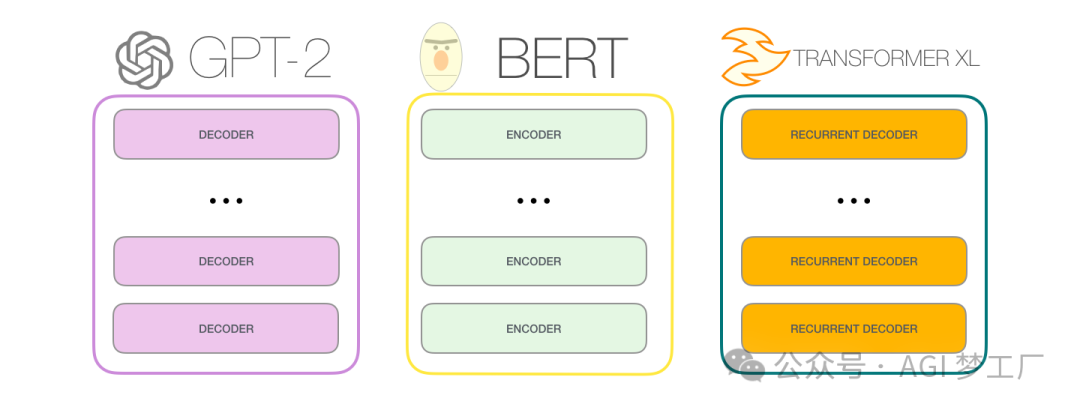 GPT-2
BERT
TRANSFORMER XL
DECODER
ENCODER
RECURRENT DECODER
...
...
...
DECODER
ENCODER
RECURRENT DECODER
DECODER
ENCODER
RECURRENT DECODER
公众号 · AGI 梦工厂